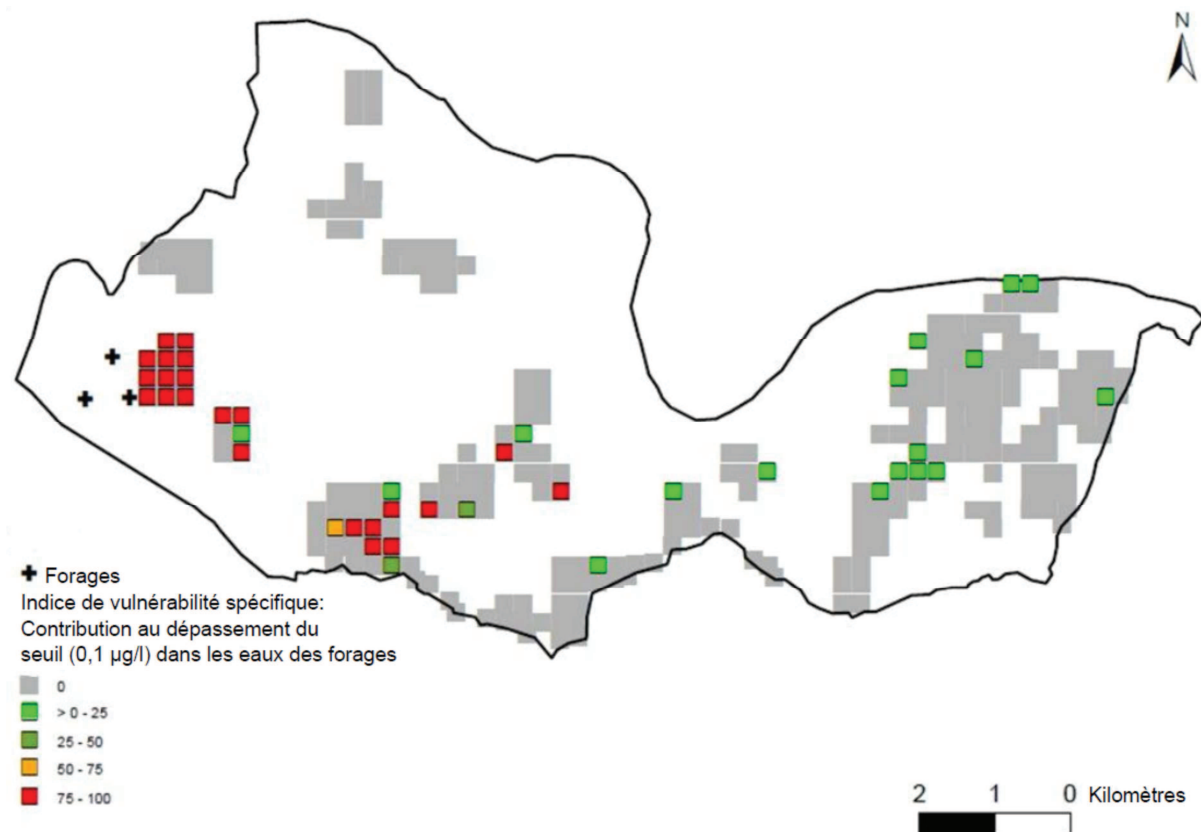 N
Forages
Indice de vulnérabilité spécifique:
Contribution au dépassement du
seuil (0,1 µg/l) dans les eaux des forages
0
> 0 - 25
25 - 50
50 - 75
75 - 100
2 1 0 Kilomètres